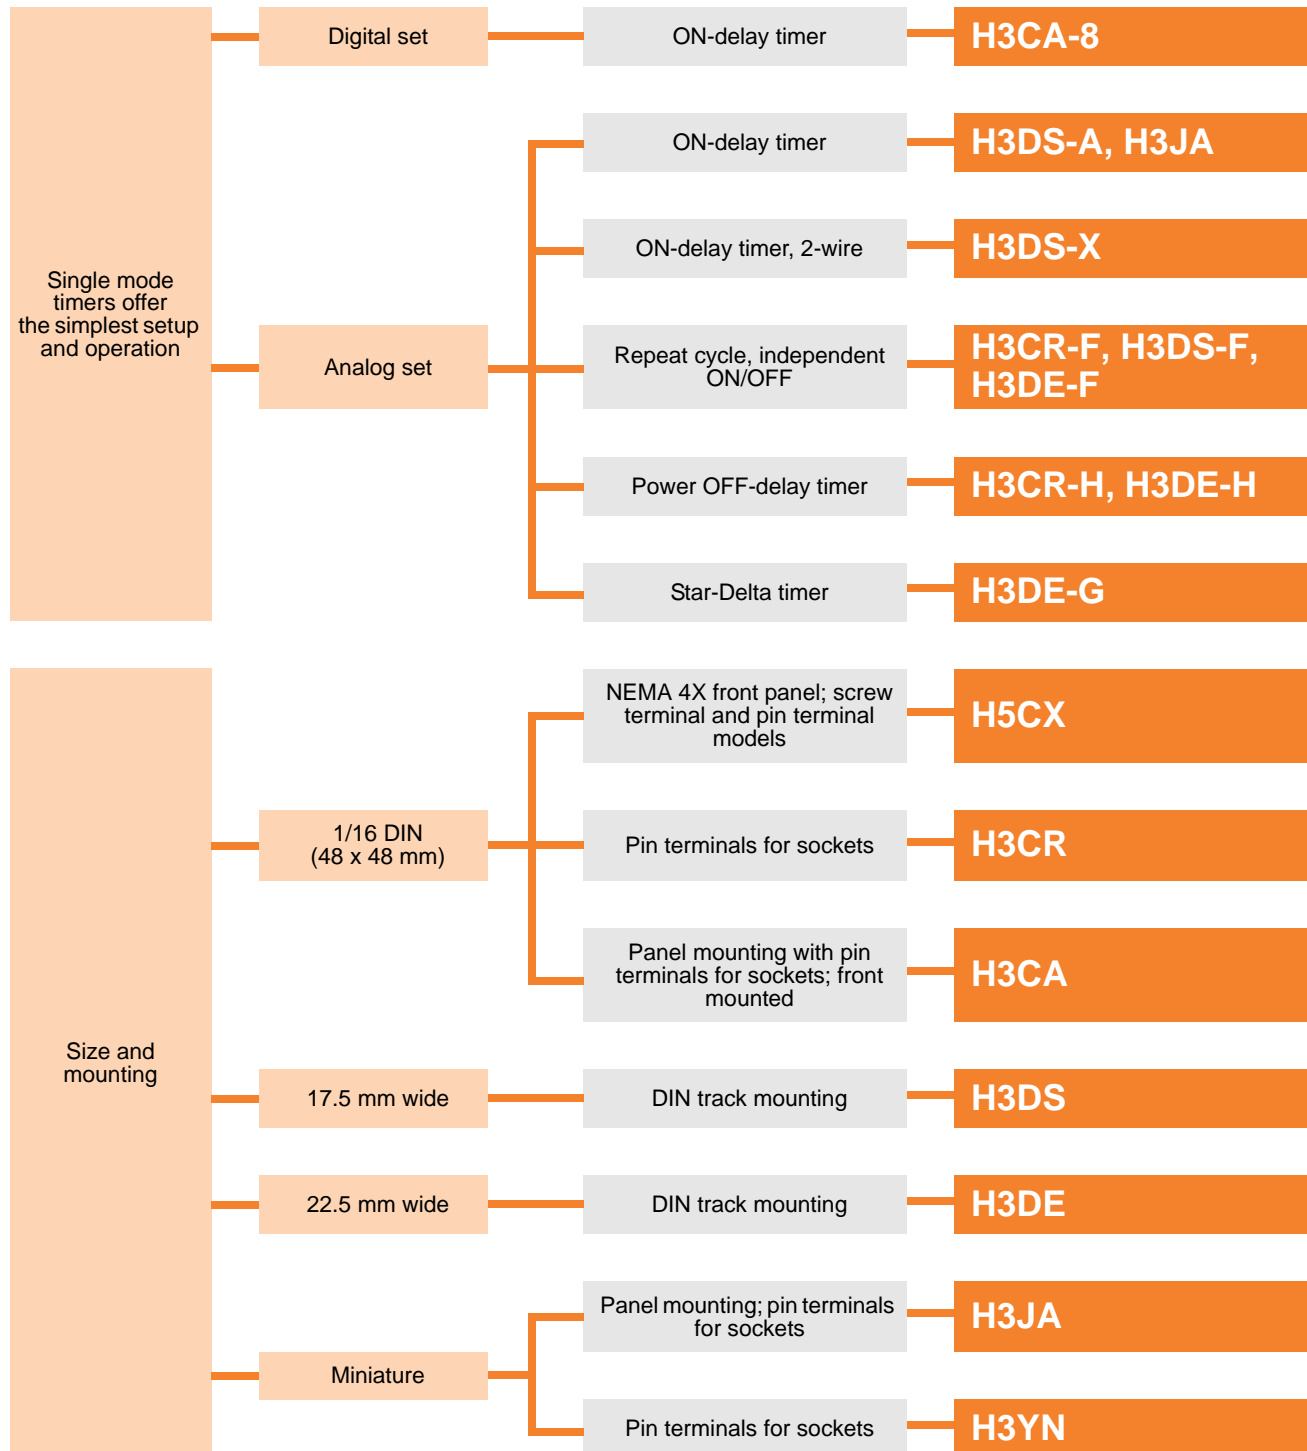 Single mode
timers offer
the simplest setup
and operation
Digital set
ON-delay timer
H3CA-8
Analog set
ON-delay timer
H3DS-A, H3JA
ON-delay timer, 2-wire
H3DS-X
Repeat cycle, independent
ON/OFF
H3CR-F, H3DS-F,
H3DE-F
Power OFF-delay timer
H3CR-H, H3DE-H
Star-Delta timer
H3DE-G
Size and
mounting
1/16 DIN
(48 x 48 mm)
NEMA 4X front panel; screw
terminal and pin terminal
models
H5CX
Pin terminals for sockets
H3CR
Panel mounting with pin
terminals for sockets; front
mounted
H3CA
17.5 mm wide
DIN track mounting
H3DS
22.5 mm wide
DIN track mounting
H3DE
Miniature
Panel mounting; pin terminals
for sockets
H3JA
Pin terminals for sockets
H3YN